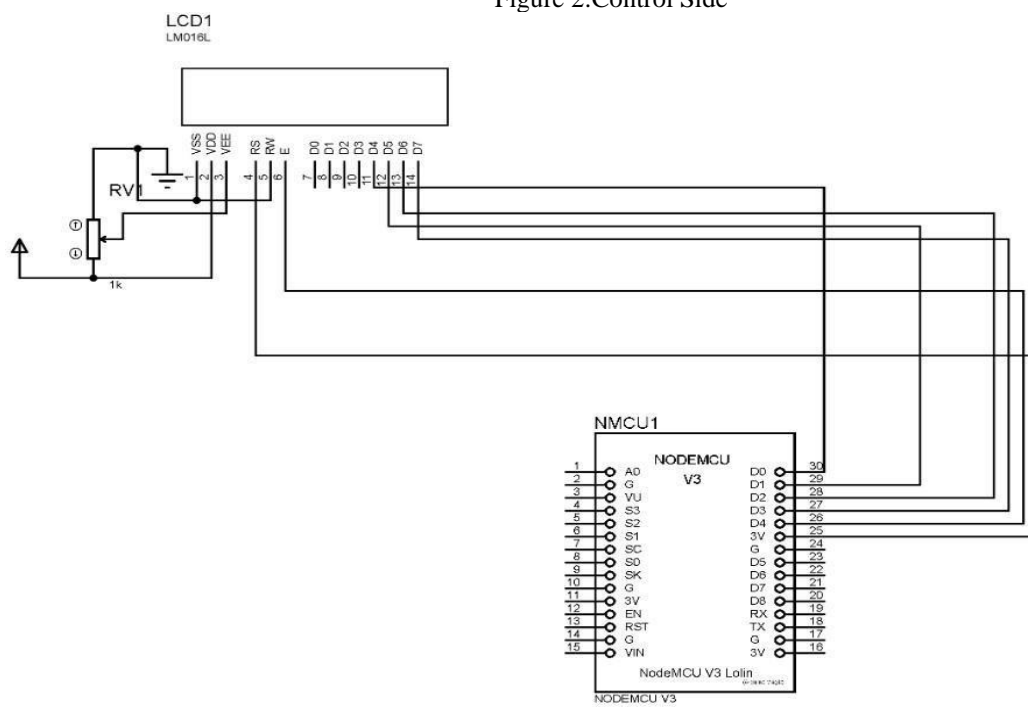 Figure 2.Control Side
LCD1
LM016L
VSS
VDD
VEE
RS
RW
E
D0
D1
D2
D3
D4
D5
D6
D7
1
2
3
4
5
6
7
8
9
10
11
12
13
14
RV1
1k
NMCU1
NODEMCU
V3
1 A0 D0 30
2 G D1 29
3 VU D2 28
4 S3 D3 27
5 S2 D4 26
6 S1 3V 25
7 SC G 24
8 S0 D5 23
9 SK D6 22
10 G D7 21
11 3V D8 20
12 EN RX 19
13 RST TX 18
14 G G 17
15 VIN 3V 16
NodeMCU V3 Lolin
NODEMCU V3